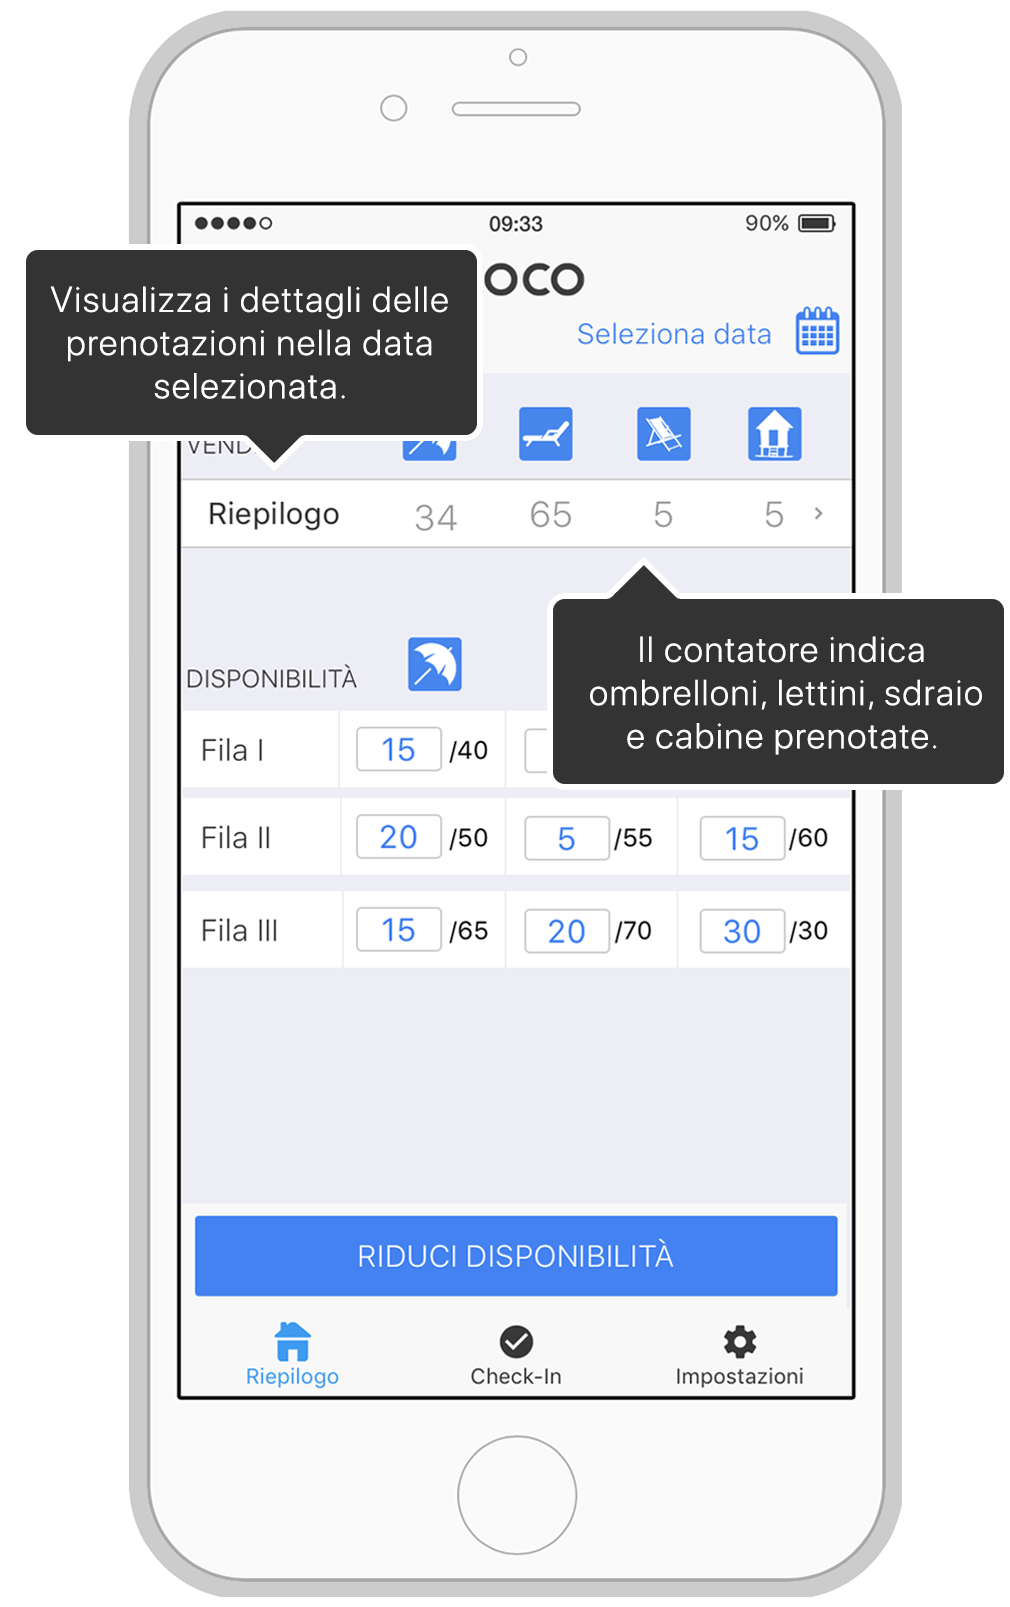 09:33
90%
OCO
Visualizza i dettagli delle
prenotazioni nella data
selezionata.
Seleziona data
VEND
Riepilogo 34 65 5 5 >
Il contatore indica
ombrelloni, lettini, sdraio
e cabine prenotate.
DISPONIBILITÀ
Fila I 15 /40
Fila II 20 /50 5 /55 15 /60
Fila III 15 /65 20 /70 30 /30
RIDUCI DISPONIBILITÀ
Riepilogo Check-In Impostazioni